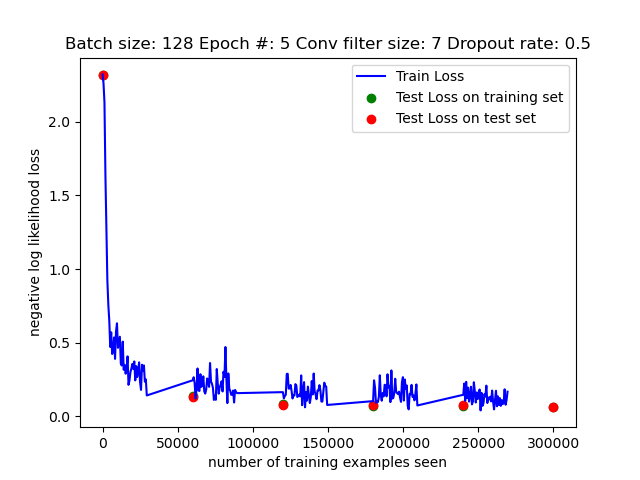 Batch size: 128 Epoch #: 5 Conv filter size: 7 Dropout rate: 0.5
Train Loss
Test Loss on training set
Test Loss on test set
negative log likelihood loss
2.0
1.5
1.0
0.5
0.0
0 50000 100000 150000 200000 250000 300000
number of training examples seen